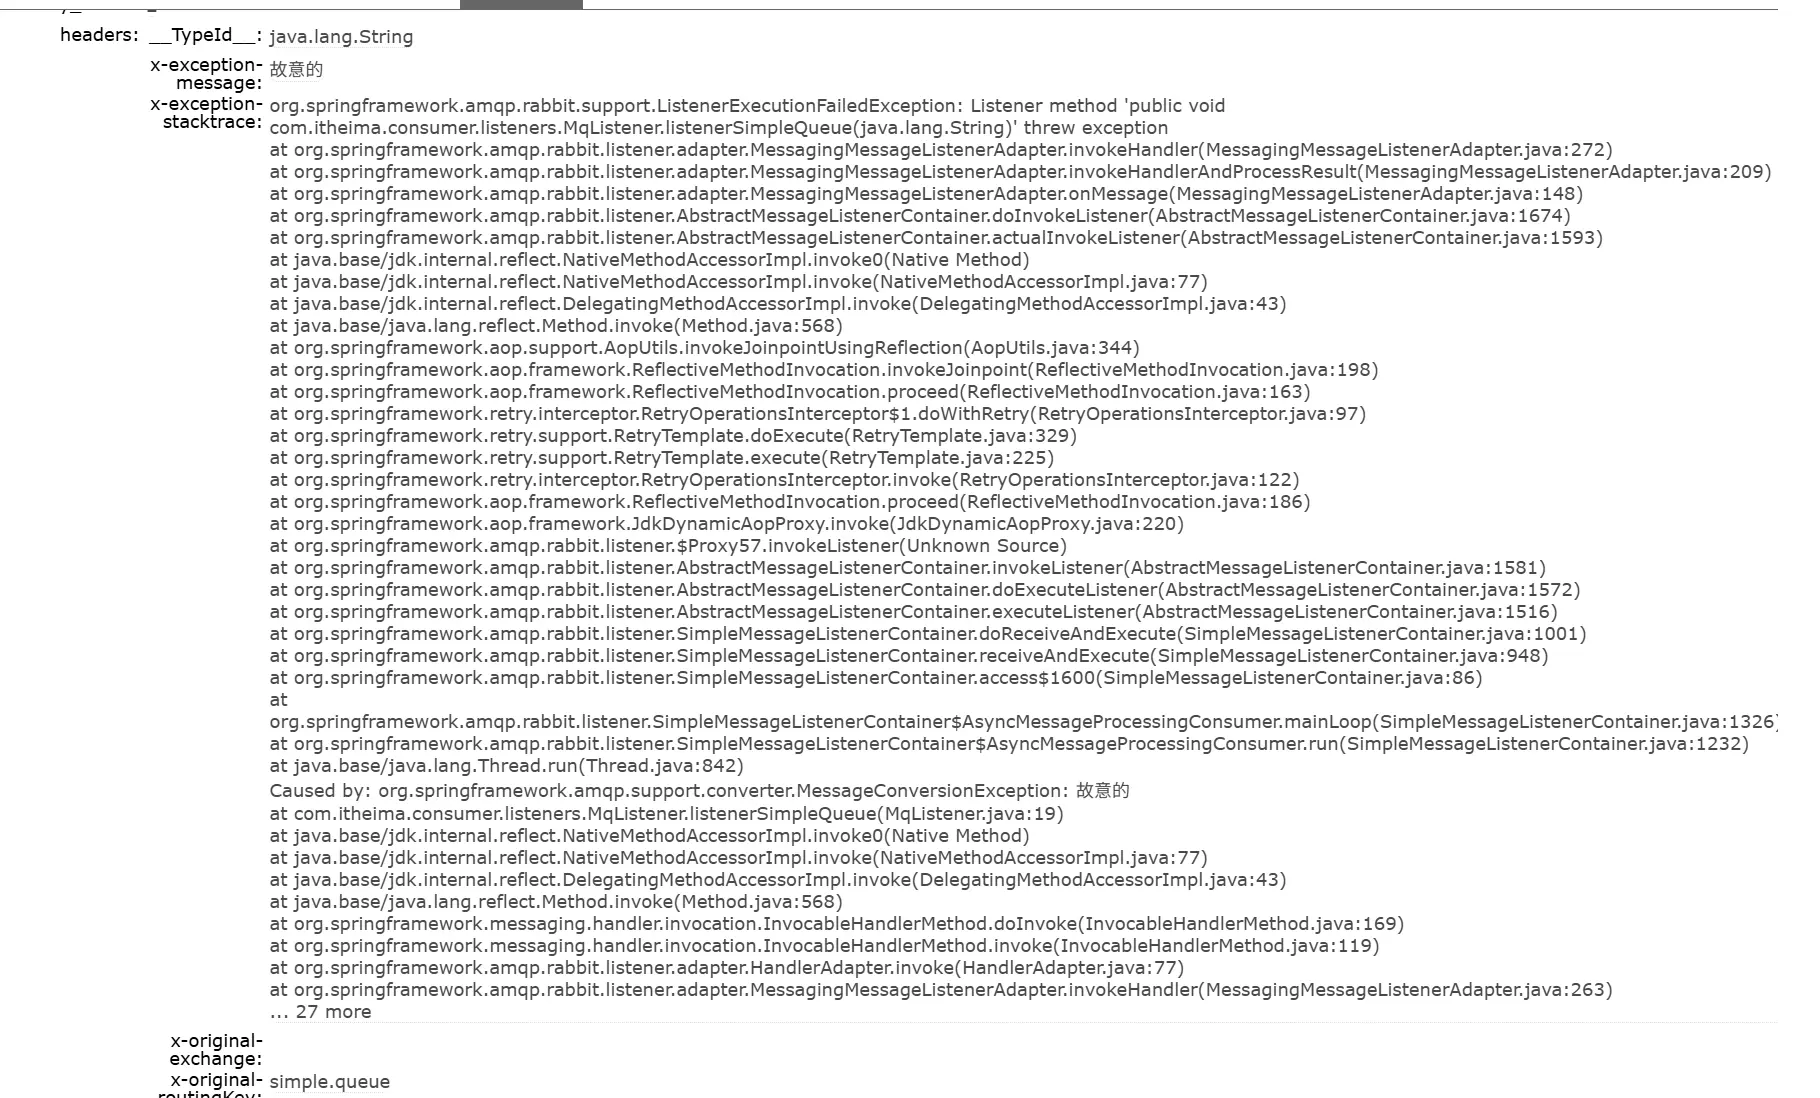 headers: __TypeId__: java.lang.String
x-exception-
message: 故意的
x-exception-
stacktrace: org.springframework.amqp.rabbit.support.ListenerExecutionFailedException: Listener method 'public void
com.itheima.consumer.listeners.MqListener.listenerSimpleQueue(java.lang.String)' threw exception
at org.springframework.amqp.rabbit.listener.adapter.MessagingMessageListenerAdapter.invokeHandler(MessagingMessageListenerAdapter.java:272)
at org.springframework.amqp.rabbit.listener.adapter.MessagingMessageListenerAdapter.invokeHandlerAndProcessResult(MessagingMessageListenerAdapter.java:209)
at org.springframework.amqp.rabbit.listener.adapter.MessagingMessageListenerAdapter.onMessage(MessagingMessageListenerAdapter.java:148)
at org.springframework.amqp.rabbit.listener.AbstractMessageListenerContainer.doInvokeListener(AbstractMessageListenerContainer.java:1674)
at org.springframework.amqp.rabbit.listener.AbstractMessageListenerContainer.actualInvokeListener(AbstractMessageListenerContainer.java:1593)
at java.base/jdk.internal.reflect.NativeMethodAccessorImpl.invoke0(Native Method)
at java.base/jdk.internal.reflect.NativeMethodAccessorImpl.invoke(NativeMethodAccessorImpl.java:77)
at java.base/jdk.internal.reflect.DelegatingMethodAccessorImpl.invoke(DelegatingMethodAccessorImpl.java:43)
at java.base/java.lang.reflect.Method.invoke(Method.java:568)
at org.springframework.aop.support.AopUtils.invokeJoinpointUsingReflection(AopUtils.java:344)
at org.springframework.aop.framework.ReflectiveMethodInvocation.invokeJoinpoint(ReflectiveMethodInvocation.java:198)
at org.springframework.aop.framework.ReflectiveMethodInvocation.proceed(ReflectiveMethodInvocation.java:163)
at org.springframework.retry.interceptor.RetryOperationsInterceptor$1.doWithRetry(RetryOperationsInterceptor.java:97)
at org.springframework.retry.support.RetryTemplate.doExecute(RetryTemplate.java:329)
at org.springframework.retry.support.RetryTemplate.execute(RetryTemplate.java:225)
at org.springframework.retry.interceptor.RetryOperationsInterceptor.invoke(RetryOperationsInterceptor.java:122)
at org.springframework.aop.framework.ReflectiveMethodInvocation.proceed(ReflectiveMethodInvocation.java:186)
at org.springframework.aop.framework.JdkDynamicAopProxy.invoke(JdkDynamicAopProxy.java:220)
at org.springframework.amqp.rabbit.listener.$Proxy57.invokeListener(Unknown Source)
at org.springframework.amqp.rabbit.listener.AbstractMessageListenerContainer.invokeListener(AbstractMessageListenerContainer.java:1581)
at org.springframework.amqp.rabbit.listener.AbstractMessageListenerContainer.doExecuteListener(AbstractMessageListenerContainer.java:1572)
at org.springframework.amqp.rabbit.listener.AbstractMessageListenerContainer.executeListener(AbstractMessageListenerContainer.java:1516)
at org.springframework.amqp.rabbit.listener.SimpleMessageListenerContainer.doReceiveAndExecute(SimpleMessageListenerContainer.java:1001)
at org.springframework.amqp.rabbit.listener.SimpleMessageListenerContainer.receiveAndExecute(SimpleMessageListenerContainer.java:948)
at org.springframework.amqp.rabbit.listener.SimpleMessageListenerContainer.access$1600(SimpleMessageListenerContainer.java:86)
at
org.springframework.amqp.rabbit.listener.SimpleMessageListenerContainer$AsyncMessageProcessingConsumer.mainLoop(SimpleMessageListenerContainer.java:1326)
at org.springframework.amqp.rabbit.listener.SimpleMessageListenerContainer$AsyncMessageProcessingConsumer.run(SimpleMessageListenerContainer.java:1232)
at java.base/java.lang.Thread.run(Thread.java:842)
Caused by: org.springframework.amqp.support.converter.MessageConversionException: 故意的
at com.itheima.consumer.listeners.MqListener.listenerSimpleQueue(MqListener.java:19)
at java.base/jdk.internal.reflect.NativeMethodAccessorImpl.invoke0(Native Method)
at java.base/jdk.internal.reflect.NativeMethodAccessorImpl.invoke(NativeMethodAccessorImpl.java:77)
at java.base/jdk.internal.reflect.DelegatingMethodAccessorImpl.invoke(DelegatingMethodAccessorImpl.java:43)
at java.base/java.lang.reflect.Method.invoke(Method.java:568)
at org.springframework.messaging.handler.invocation.InvocableHandlerMethod.doInvoke(InvocableHandlerMethod.java:169)
at org.springframework.messaging.handler.invocation.InvocableHandlerMethod.invoke(InvocableHandlerMethod.java:119)
at org.springframework.amqp.rabbit.listener.adapter.HandlerAdapter.invoke(HandlerAdapter.java:77)
at org.springframework.amqp.rabbit.listener.adapter.MessagingMessageListenerAdapter.invokeHandler(MessagingMessageListenerAdapter.java:263)
... 27 more
x-original-
exchange:
x-original- simple.queue
routingKey: